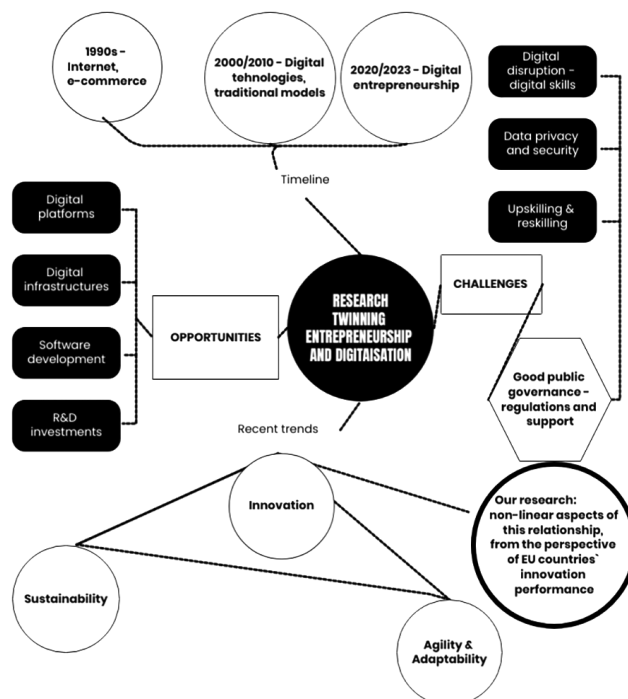 1990s -
Internet,
e-commerce
2000/2010 - Digital
tehnologies,
traditional models
2020/2023 - Digital
entrepreneurship
Digital
disruption -
digital skills
Data privacy
and security
Upskilling &
reskilling
Timeline
Digital
platforms
Digital
infrastructures
Software
development
R&D
investments
OPPORTUNITIES
RESEARCH
TWINNING
ENTREPRENEURSHIP
AND DIGITAISATION
CHALLENGES
Good public
governance -
regulations and
support
Recent trends
Innovation
Sustainability
Agility &
Adaptability
Our research:
non-linear aspects of
this relationship,
from the perspective
of EU countries`
innovation
performance